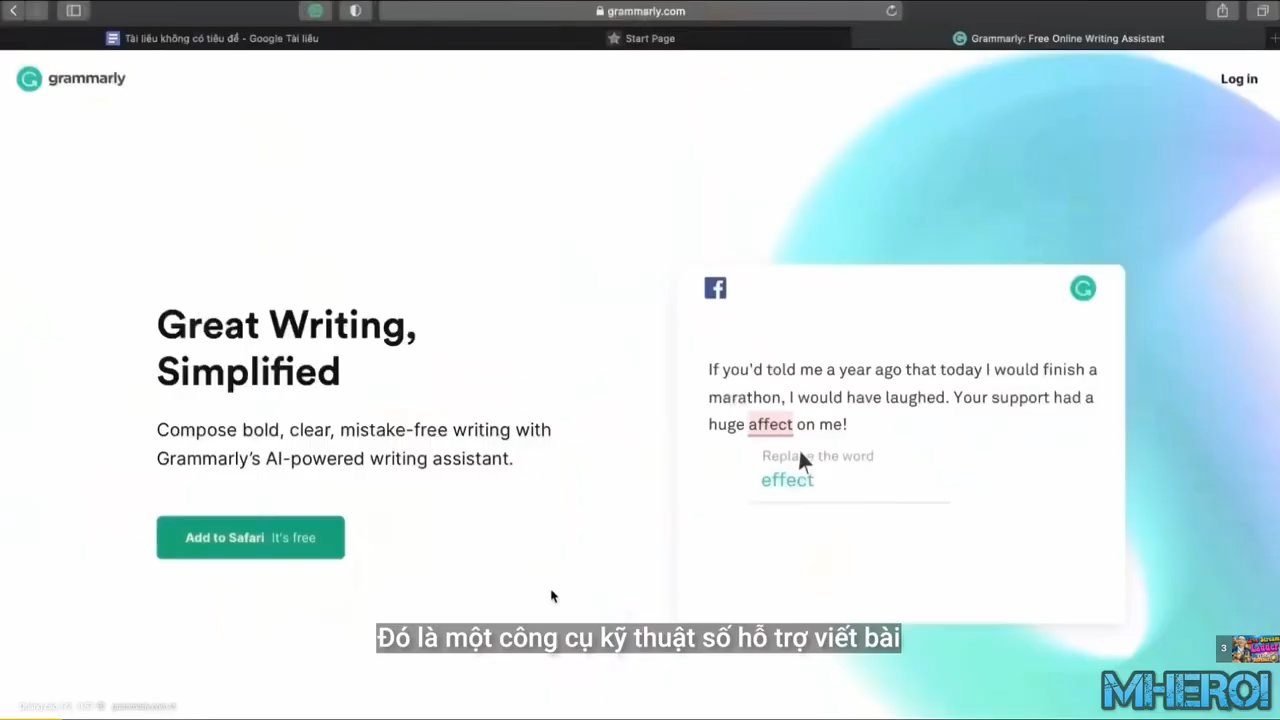 grammarly.com
Tài liệu không có tiêu đề - Google Tài liệu
Start Page
Grammarly: Free Online Writing Assistant
grammarly
Log in
Great Writing,
Simplified
Compose bold, clear, mistake-free writing with
Grammarly's AI-powered writing assistant.
Add to Safari It's free
If you'd told me a year ago that today I would finish a
marathon, I would have laughed. Your support had a
huge affect on me!
Replace the word
effect
Đó là một công cụ kỹ thuật số hỗ trợ viết bài
3
MHERO!